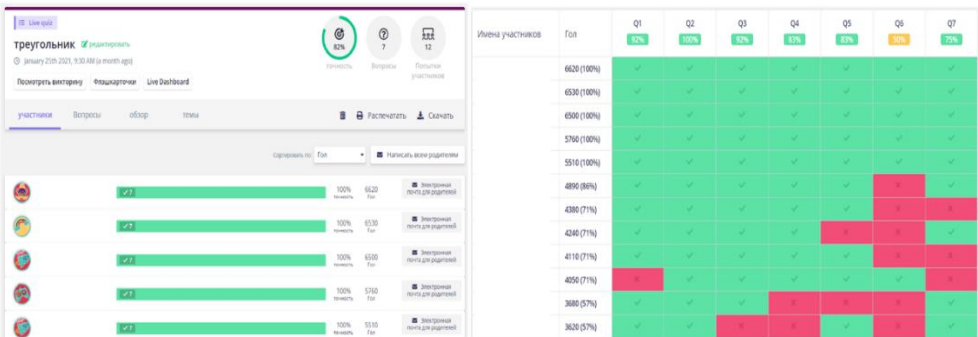 Live quiz
треугольник редактировать
January 25th 2021, 9:30 AM (a month ago)
Посмотреть викторину Флашкарточки Live Dashboard
82% 7 12
точность Вопросы Попытки участников
участники Вопросы обзор темы Распечатать Скачать
Сортировать по: Гол Написать всем родителям
7 100% точность 6620 Гол Электронная почта для родителей
7 100% точность 6530 Гол Электронная почта для родителей
7 100% точность 6500 Гол Электронная почта для родителей
7 100% точность 5760 Гол Электронная почта для родителей
7 100% точность 5510 Гол Электронная почта для родителей
Имена участников Гол Q1 Q2 Q3 Q4 Q5 Q6 Q7
92% 100% 92% 83% 83% 50% 75%
6620 (100%)
6530 (100%)
6500 (100%)
5760 (100%)
5510 (100%)
4890 (86%)
4380 (71%)
4240 (71%)
4110 (71%)
4050 (71%)
3680 (57%)
3620 (57%)